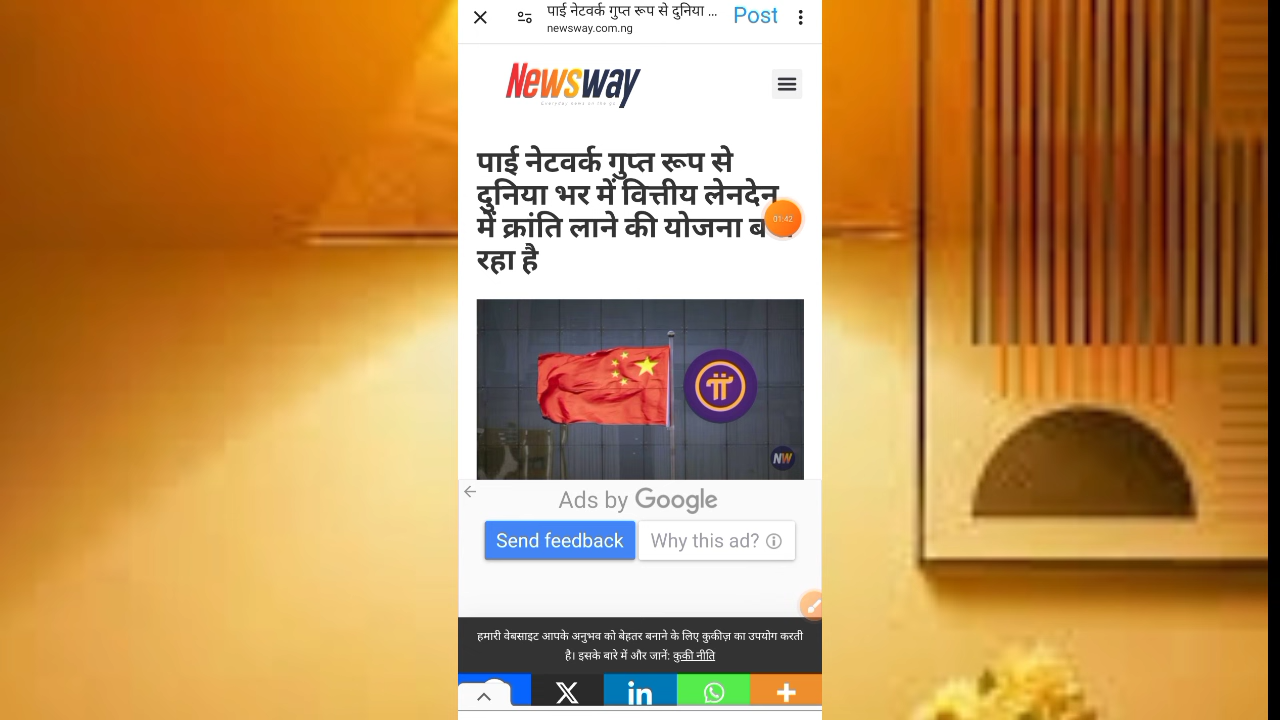 पाई नेटवर्क गुप्त रूप से दुनिया ...
Post
newsway.com.ng
Newsway
पाई नेटवर्क गुप्त रूप से
दुनिया भर में वित्तीय लेनदेन
में क्रांति लाने की योजना
रहा है
01:42
NW
Ads by Google
Send feedback
Why this ad?
हमारी वेबसाइट आपके अनुभव को बेहतर बनाने के लिए कुकीज़ का उपयोग करती
है। इसके बारे में और जानें: कुकी नीति